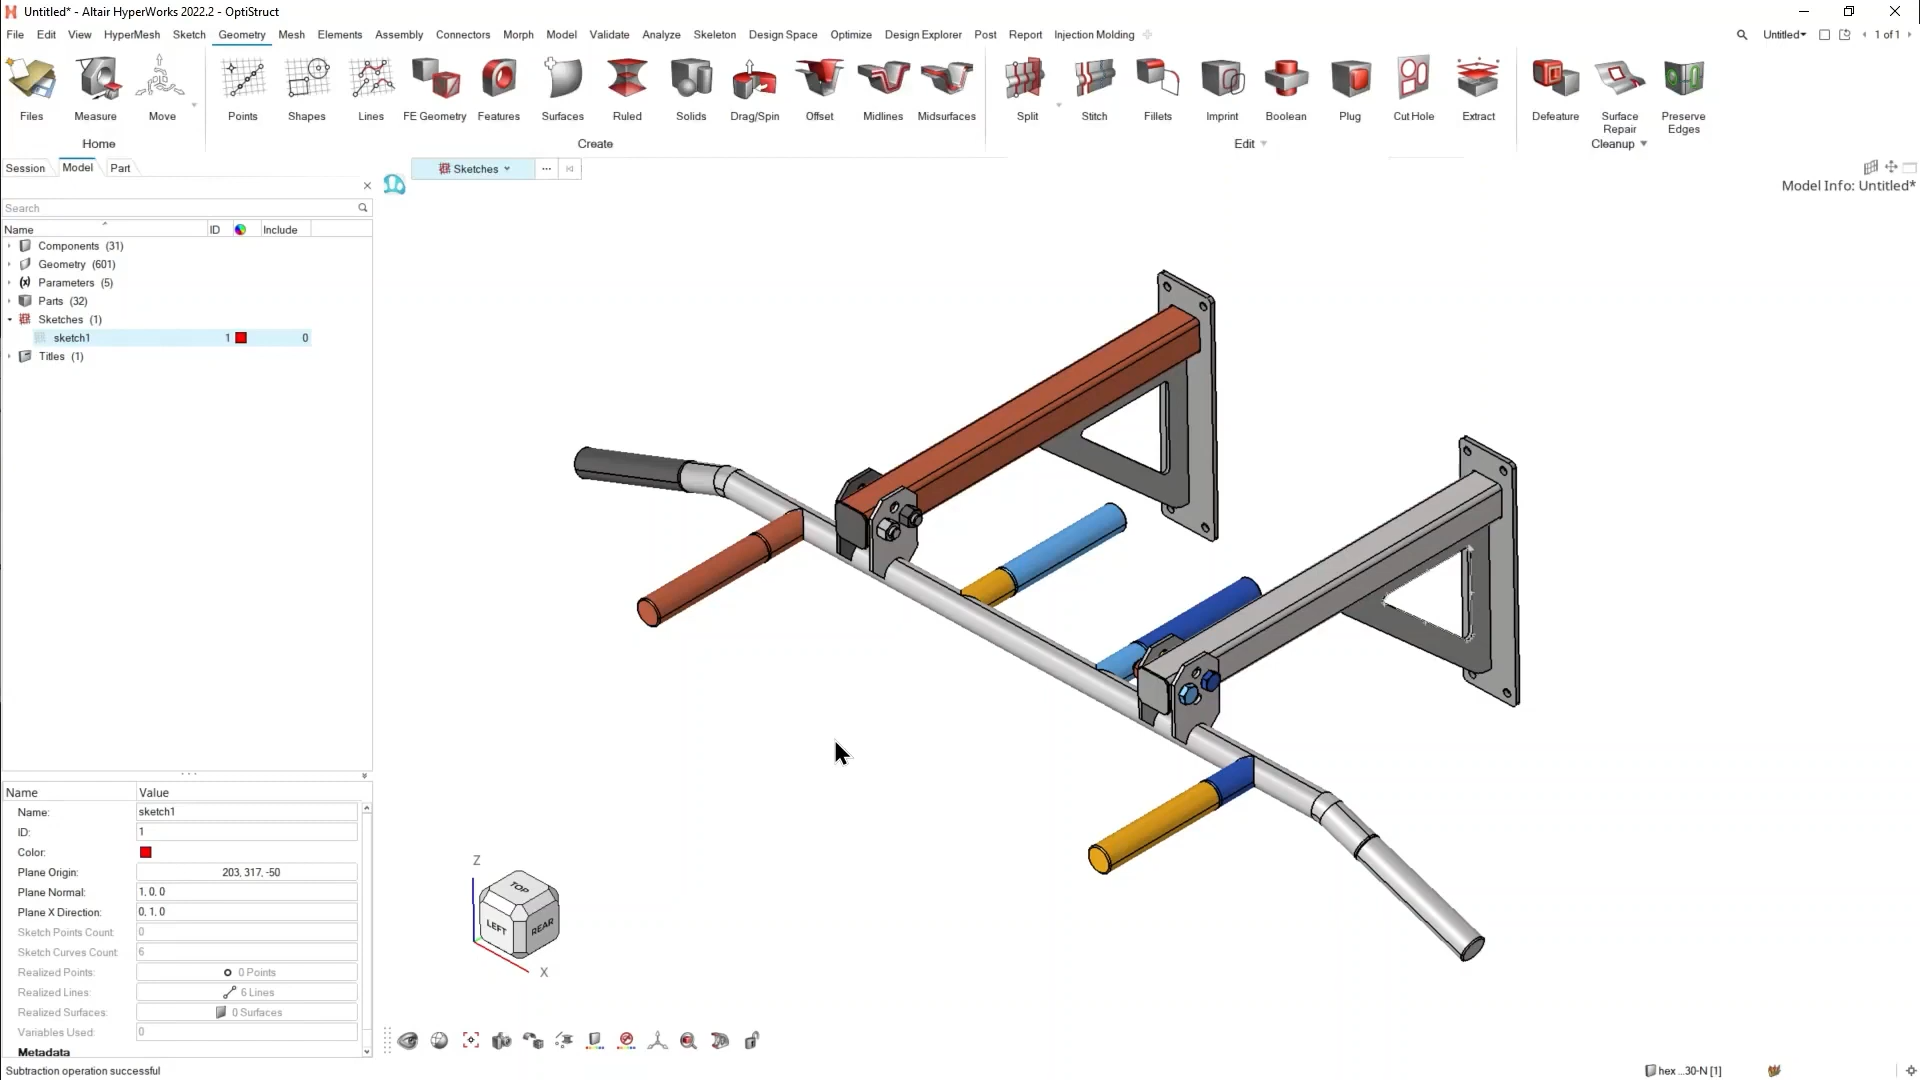 Untitled* - Altair HyperWorks 2022.2 - OptiStruct
File Edit View HyperMesh Sketch Geometry Mesh Elements Assembly Connectors Morph Model Validate Analyze Skeleton Design Space Optimize Design Explorer Post Report Injection Molding Untitled 1 of 1
Files Measure Move Points Shapes Lines FE Geometry Features Surfaces Ruled Solids Drag/Spin Offset Midlines Midsurfaces Split Stitch Fillets Imprint Boolean Plug Cut Hole Extract Defeature Surface Repair Preserve Edges
Home Create Edit Cleanup
Session Model Part Sketches ...
Model Info: Untitled*
Search
Name ID Include
Components (31)
Geometry (601)
(x) Parameters (5)
Parts (32)
Sketches (1)
sketch1 1 0
Titles (1)
Name Value
Name: sketch1
ID: 1
Color:
Plane Origin: 203, 317, -50
Plane Normal: 1, 0, 0
Plane X Direction: 0, 1, 0
Sketch Points Count: 0
Sketch Curves Count: 6
Realized Points: 0 Points
Realized Lines: 6 Lines
Realized Surfaces: 0 Surfaces
Variables Used: 0
Metadata
Z
TOP
LEFT REAR
X
Subtraction operation successful
hex ...30-N [1]